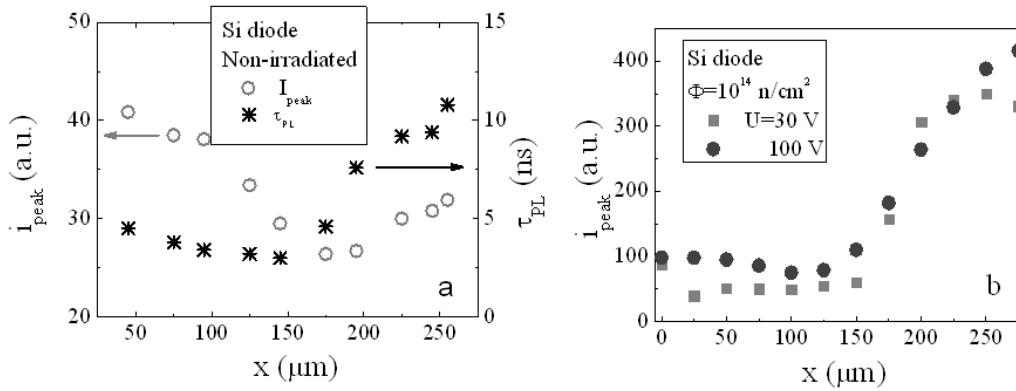 50
40
30
20
i_peak (a.u.)
Si diode
Non-irradiated
I_peak
τ_PL
15
10
5
0
τ_PL (ns)
a
50 100 150 200 250
x (μm)
400
300
200
100
0
i_peak (a.u.)
Si diode
Φ=10^14 n/cm^2
U=30 V
100 V
b
0 50 100 150 200 250
x (μm)